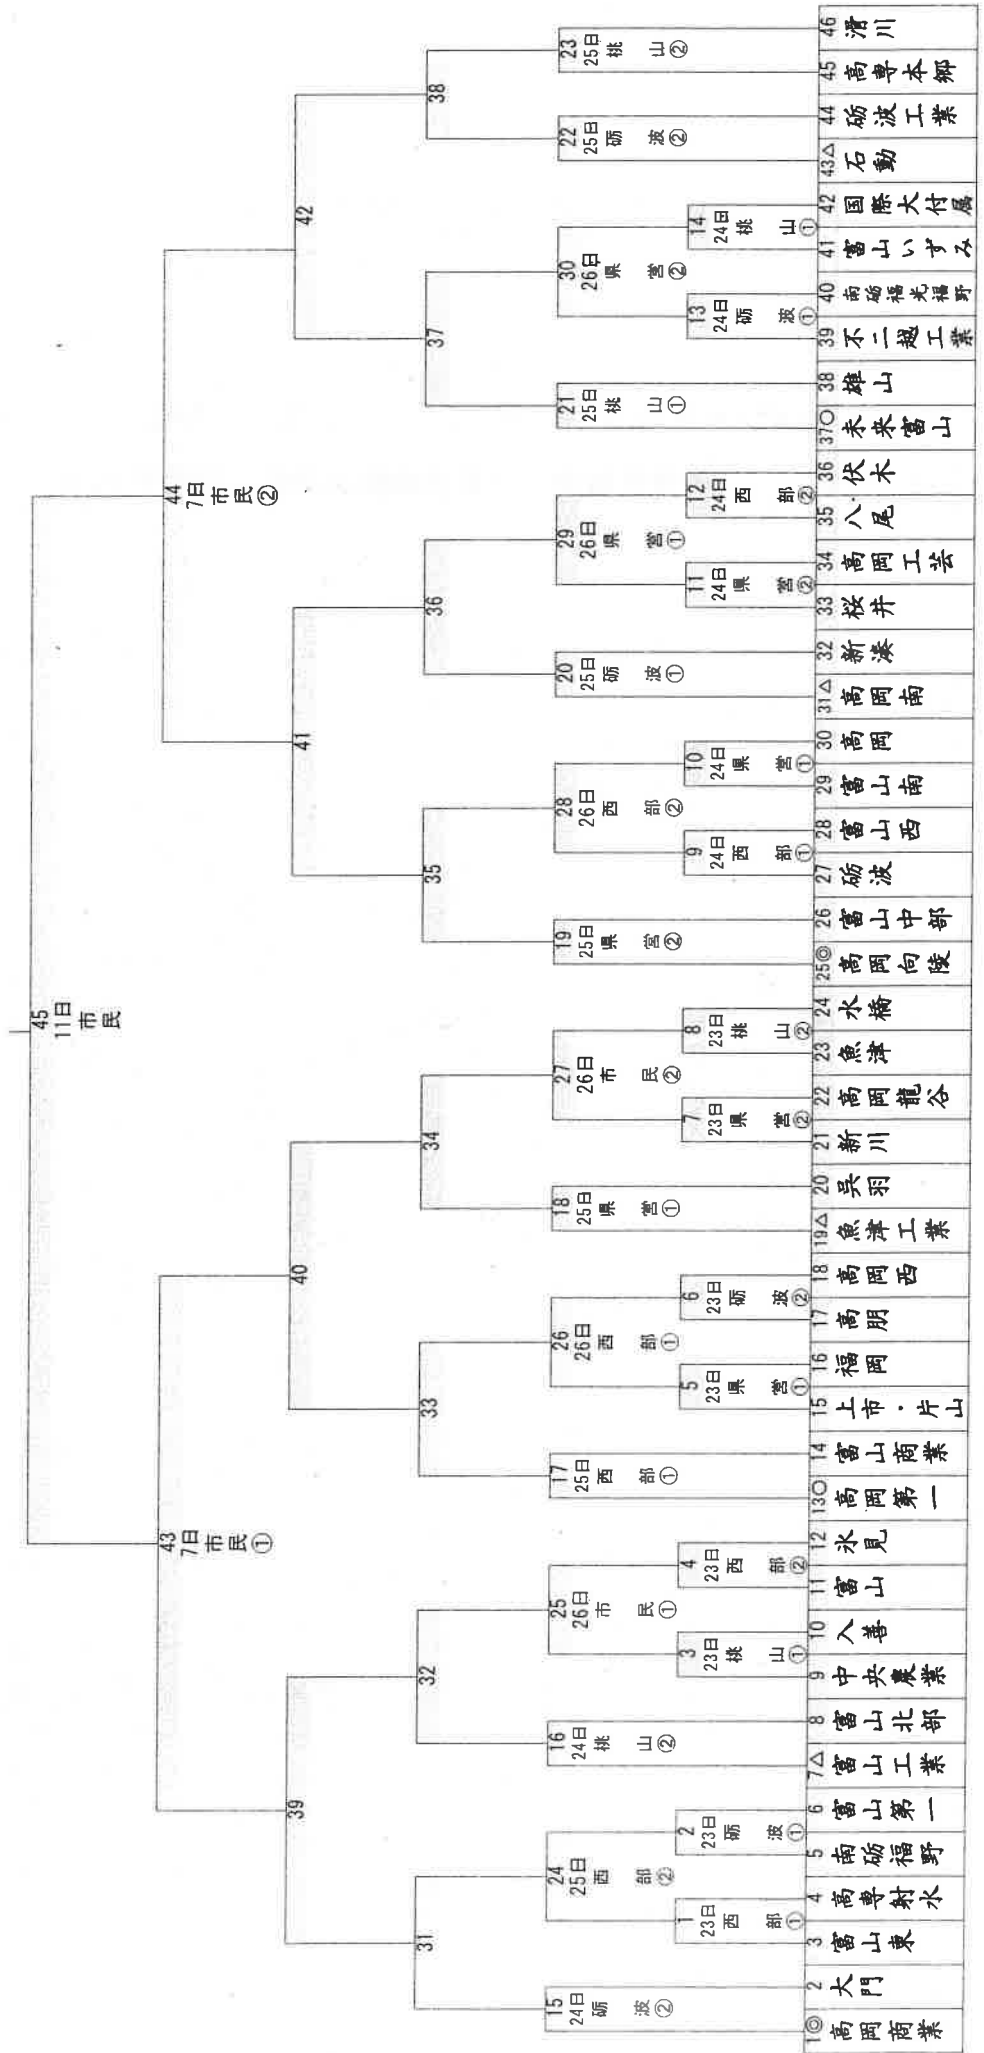 45
11日
市民
43
7日
市民①
44
7日
市民②
39
40
41
42
31
32
33
34
35
36
37
38
15
24日
砺波②
24
25日
西部②
16
24日
桃山②
25
26日
市民①
17
25日
西部①
26
26日
西部①
18
25日
県営①
27
26日
市民②
19
25日
県営②
28
26日
西部②
20
25日
砺波①
29
26日
県営①
21
25日
桃山①
30
26日
県営②
22
25日
砺波②
23
25日
桃山②
1
23日
西部①
2
23日
砺波①
3
23日
桃山①
4
23日
西部②
5
23日
県営①
6
23日
砺波②
7
23日
県営②
8
23日
桃山②
9
24日
西部①
10
24日
県営①
11
24日
県営②
12
24日
西部②
13
24日
砺波①
14
24日
桃山①
1◎ 高岡商業
2 大門
3 富山東
4 高専射水
5 南砺福野
6 富山第一
7△ 富山工業
8 富山北部
9 中央農業
10 入善
11 富山
12 氷見
13○ 高岡第一
14 富山商業
15 上市・片山
16 福岡
17 高朋
18 高岡西
19△ 魚津工業
20 呉羽
21 新川
22 高岡龍谷
23 魚津
24 水橋
25◎ 高岡向陵
26 富山中部
27 砺波
28 富山西
29 富山南
30 高岡
31△ 高岡南
32 新湊
33 桜井
34 高岡工芸
35 八尾
36 伏木
37○ 未来富山
38 雄山
39 不二越工業
40 南砺福光福野
41 富山いずみ
42 国際大付属
43△ 石動
44 砺波工業
45 高専本郷
46 滑川